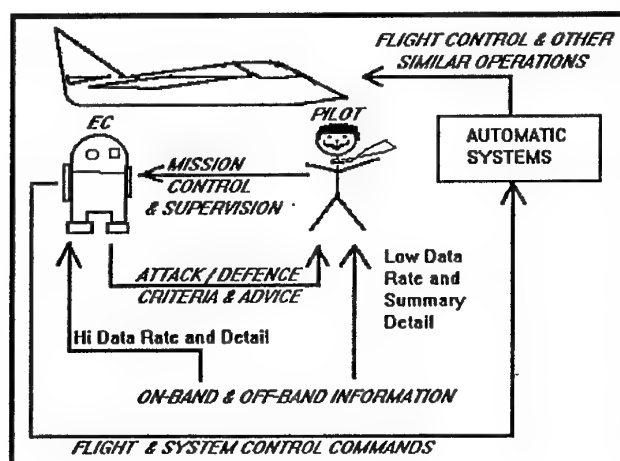 FLIGHT CONTROL & OTHER
SIMILAR OPERATIONS
EC
PILOT
AUTOMATIC
SYSTEMS
MISSION
CONTROL
& SUPERVISION
ATTACK / DEFENCE
CRITERIA & ADVICE
Low Data
Rate and
Summary
Detail
Hi Data Rate and Detail
ON-BAND & OFF-BAND INFORMATION
FLIGHT & SYSTEM CONTROL COMMANDS